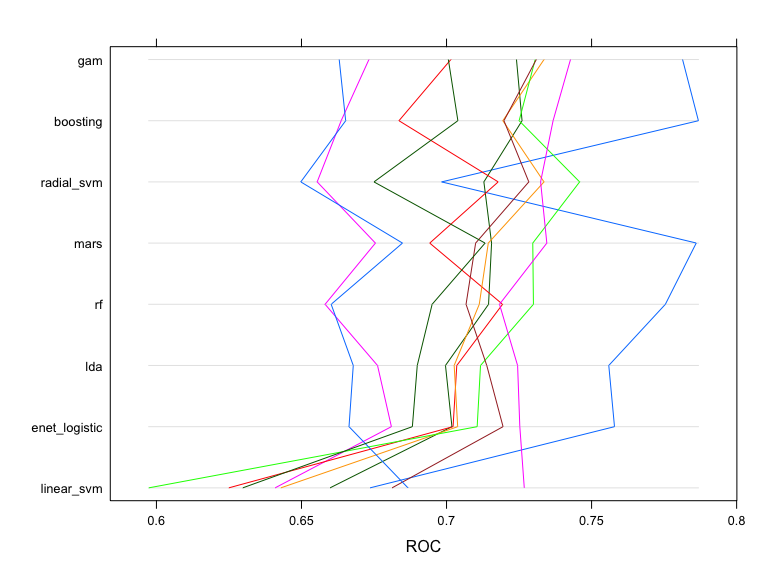 gam
boosting
radial_svm
mars
rf
lda
enet_logistic
linear_svm
0.6 0.65 0.7 0.75 0.8
ROC